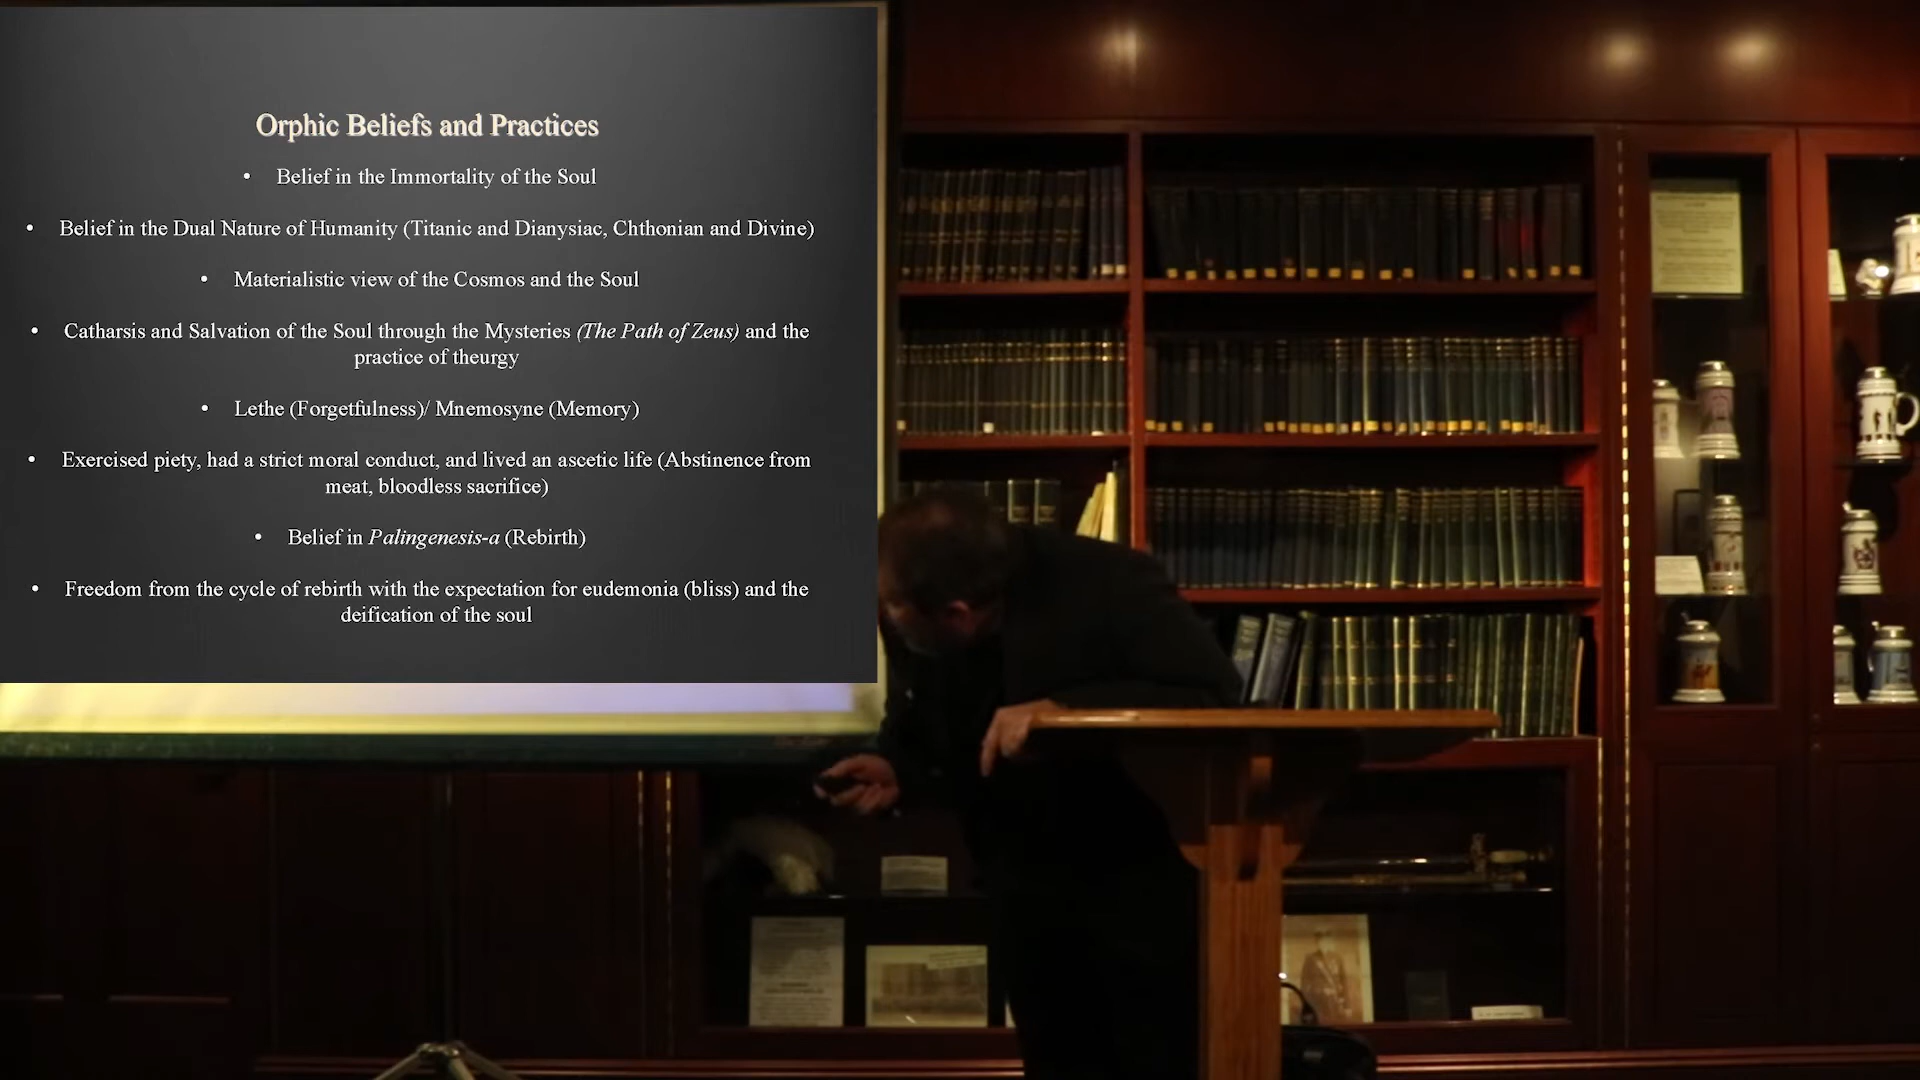 Orphic Beliefs and Practices
• Belief in the Immortality of the Soul
• Belief in the Dual Nature of Humanity (Titanic and Dianysiac, Chthonian and Divine)
• Materialistic view of the Cosmos and the Soul
• Catharsis and Salvation of the Soul through the Mysteries (The Path of Zeus) and the
practice of theurgy
• Lethe (Forgetfulness)/ Mnemosyne (Memory)
• Exercised piety, had a strict moral conduct, and lived an ascetic life (Abstinence from
meat, bloodless sacrifice)
• Belief in Palingenesis-a (Rebirth)
• Freedom from the cycle of rebirth with the expectation for eudemonia (bliss) and the
deification of the soul